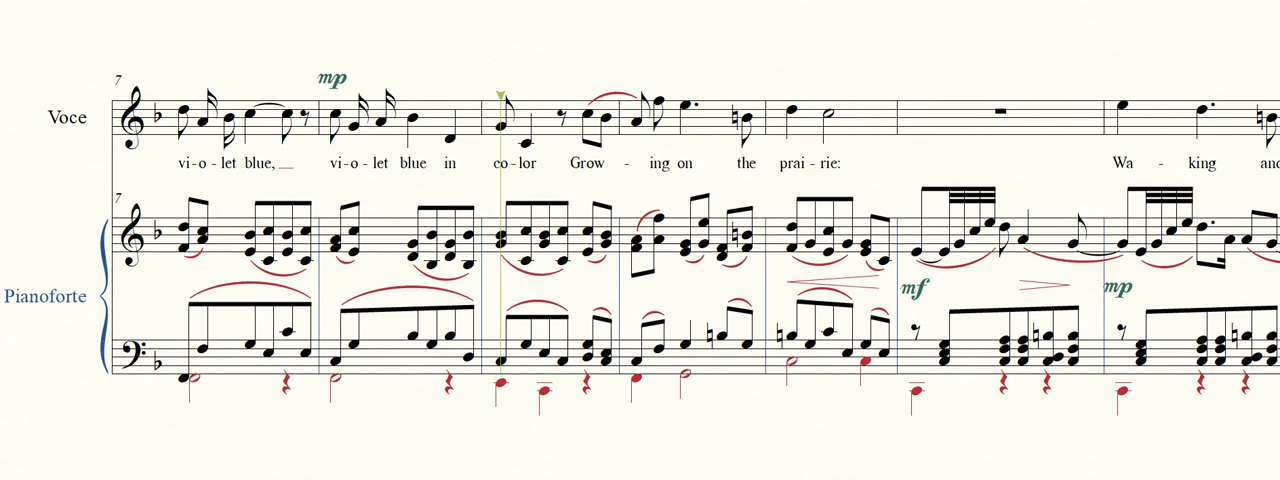 7
mp
Voce
vi - o - let blue, __ vi - o - let blue in co - lor Grow - ing on the prai - rie: Wa - king and
7
Pianoforte
mf mp